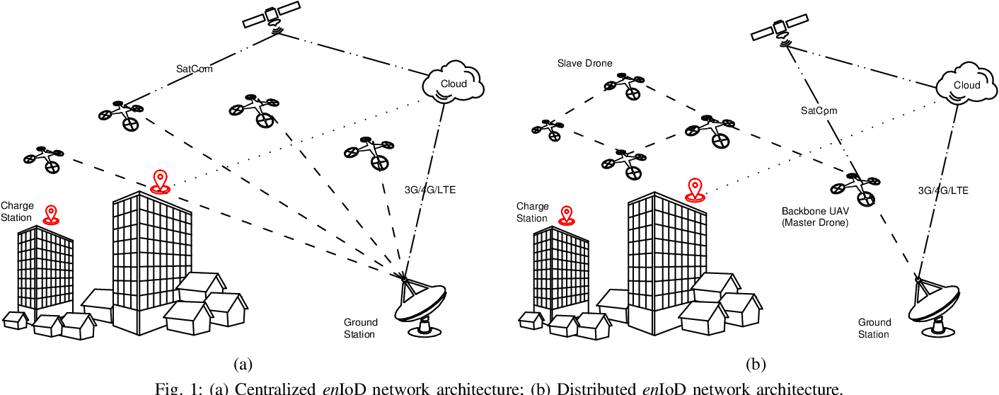 SatCom
Cloud
3G/4G/LTE
Charge
Station
Ground
Station
(a)
Slave Drone
Cloud
SatCom
3G/4G/LTE
Charge
Station
Backbone UAV
(Master Drone)
Ground
Station
(b)
Fig. 1: (a) Centralized enIoD network architecture; (b) Distributed enIoD network architecture.